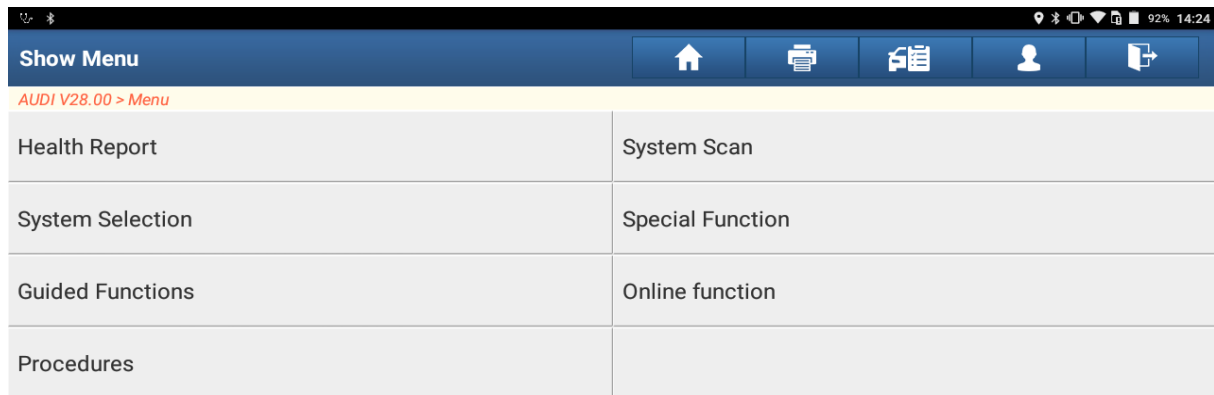 92% 14:24
Show Menu
AUDI V28.00 > Menu
Health Report
System Scan
System Selection
Special Function
Guided Functions
Online function
Procedures